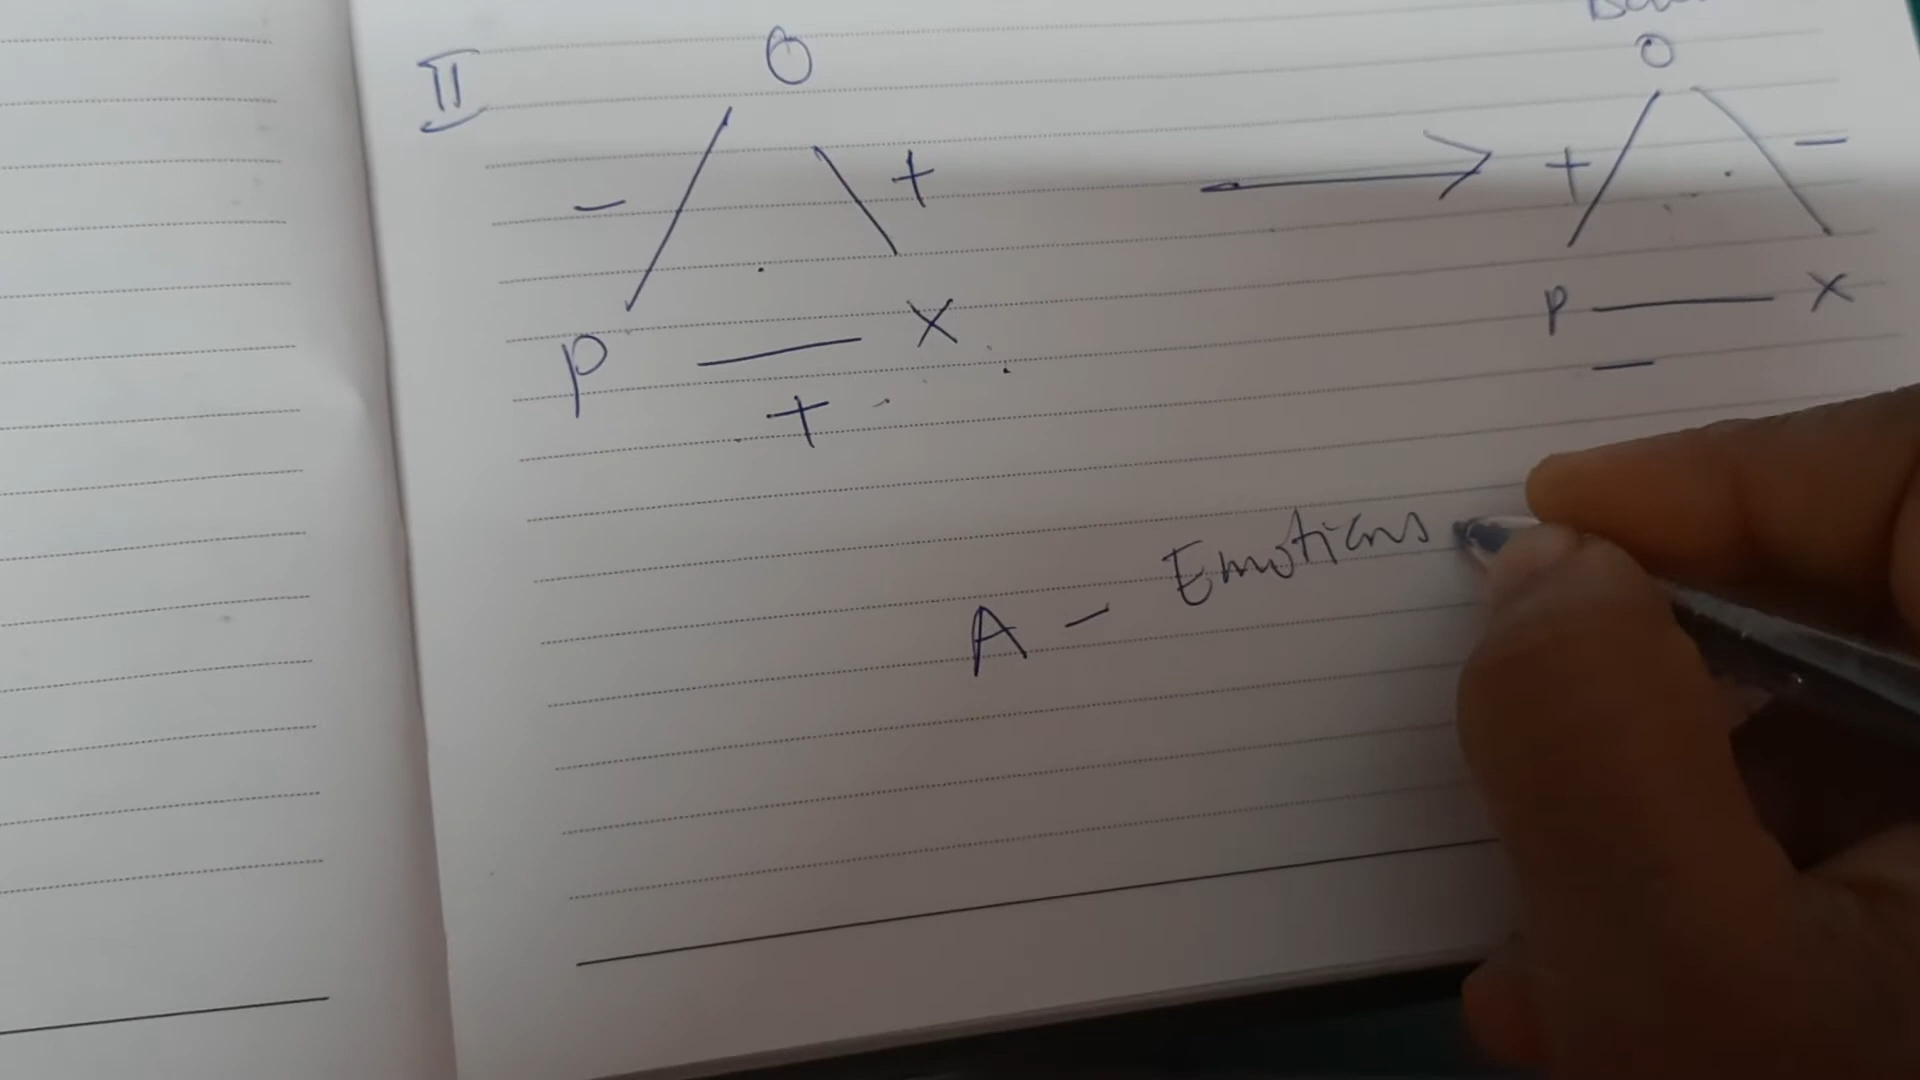 II
O
O
- +
+ -
P X
+
P X
-
A - Emotions